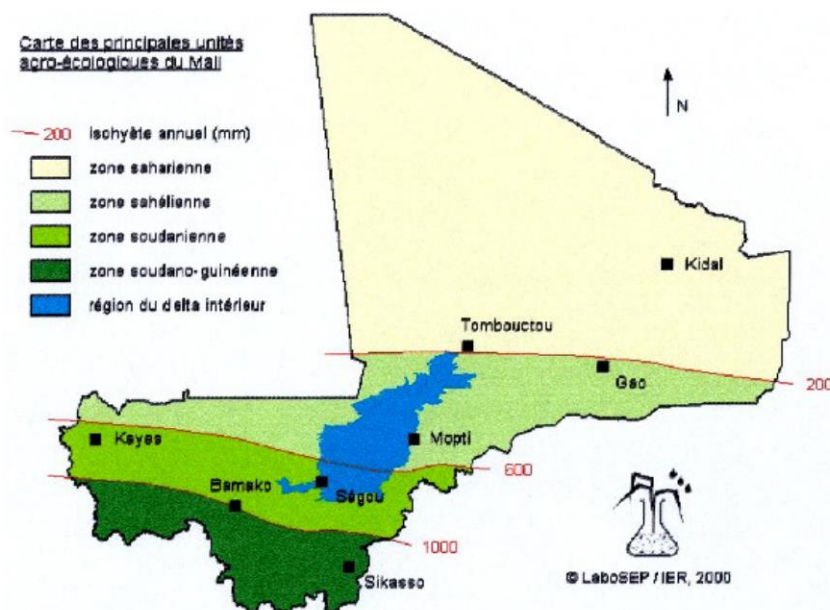 Carte des principales unités
agro-écologiques du Mali
200 isohyète annuel (mm)
zone saharienne
zone sahélienne
zone soudanienne
zone soudano-guinéenne
région du delta intérieur
N
Kidal
Tombouctou
Gao
200
Kayes
Mopti
600
Bamako
Ségou
1000
Sikasso
© LaboSEP / IER, 2000